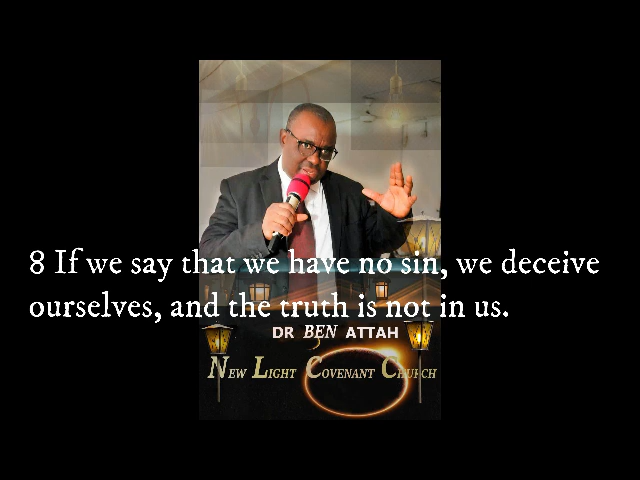 8 If we say that we have no sin, we deceive
ourselves, and the truth is not in us.
DR BEN ATTAH
NEW LIGHT COVENANT CHURCH